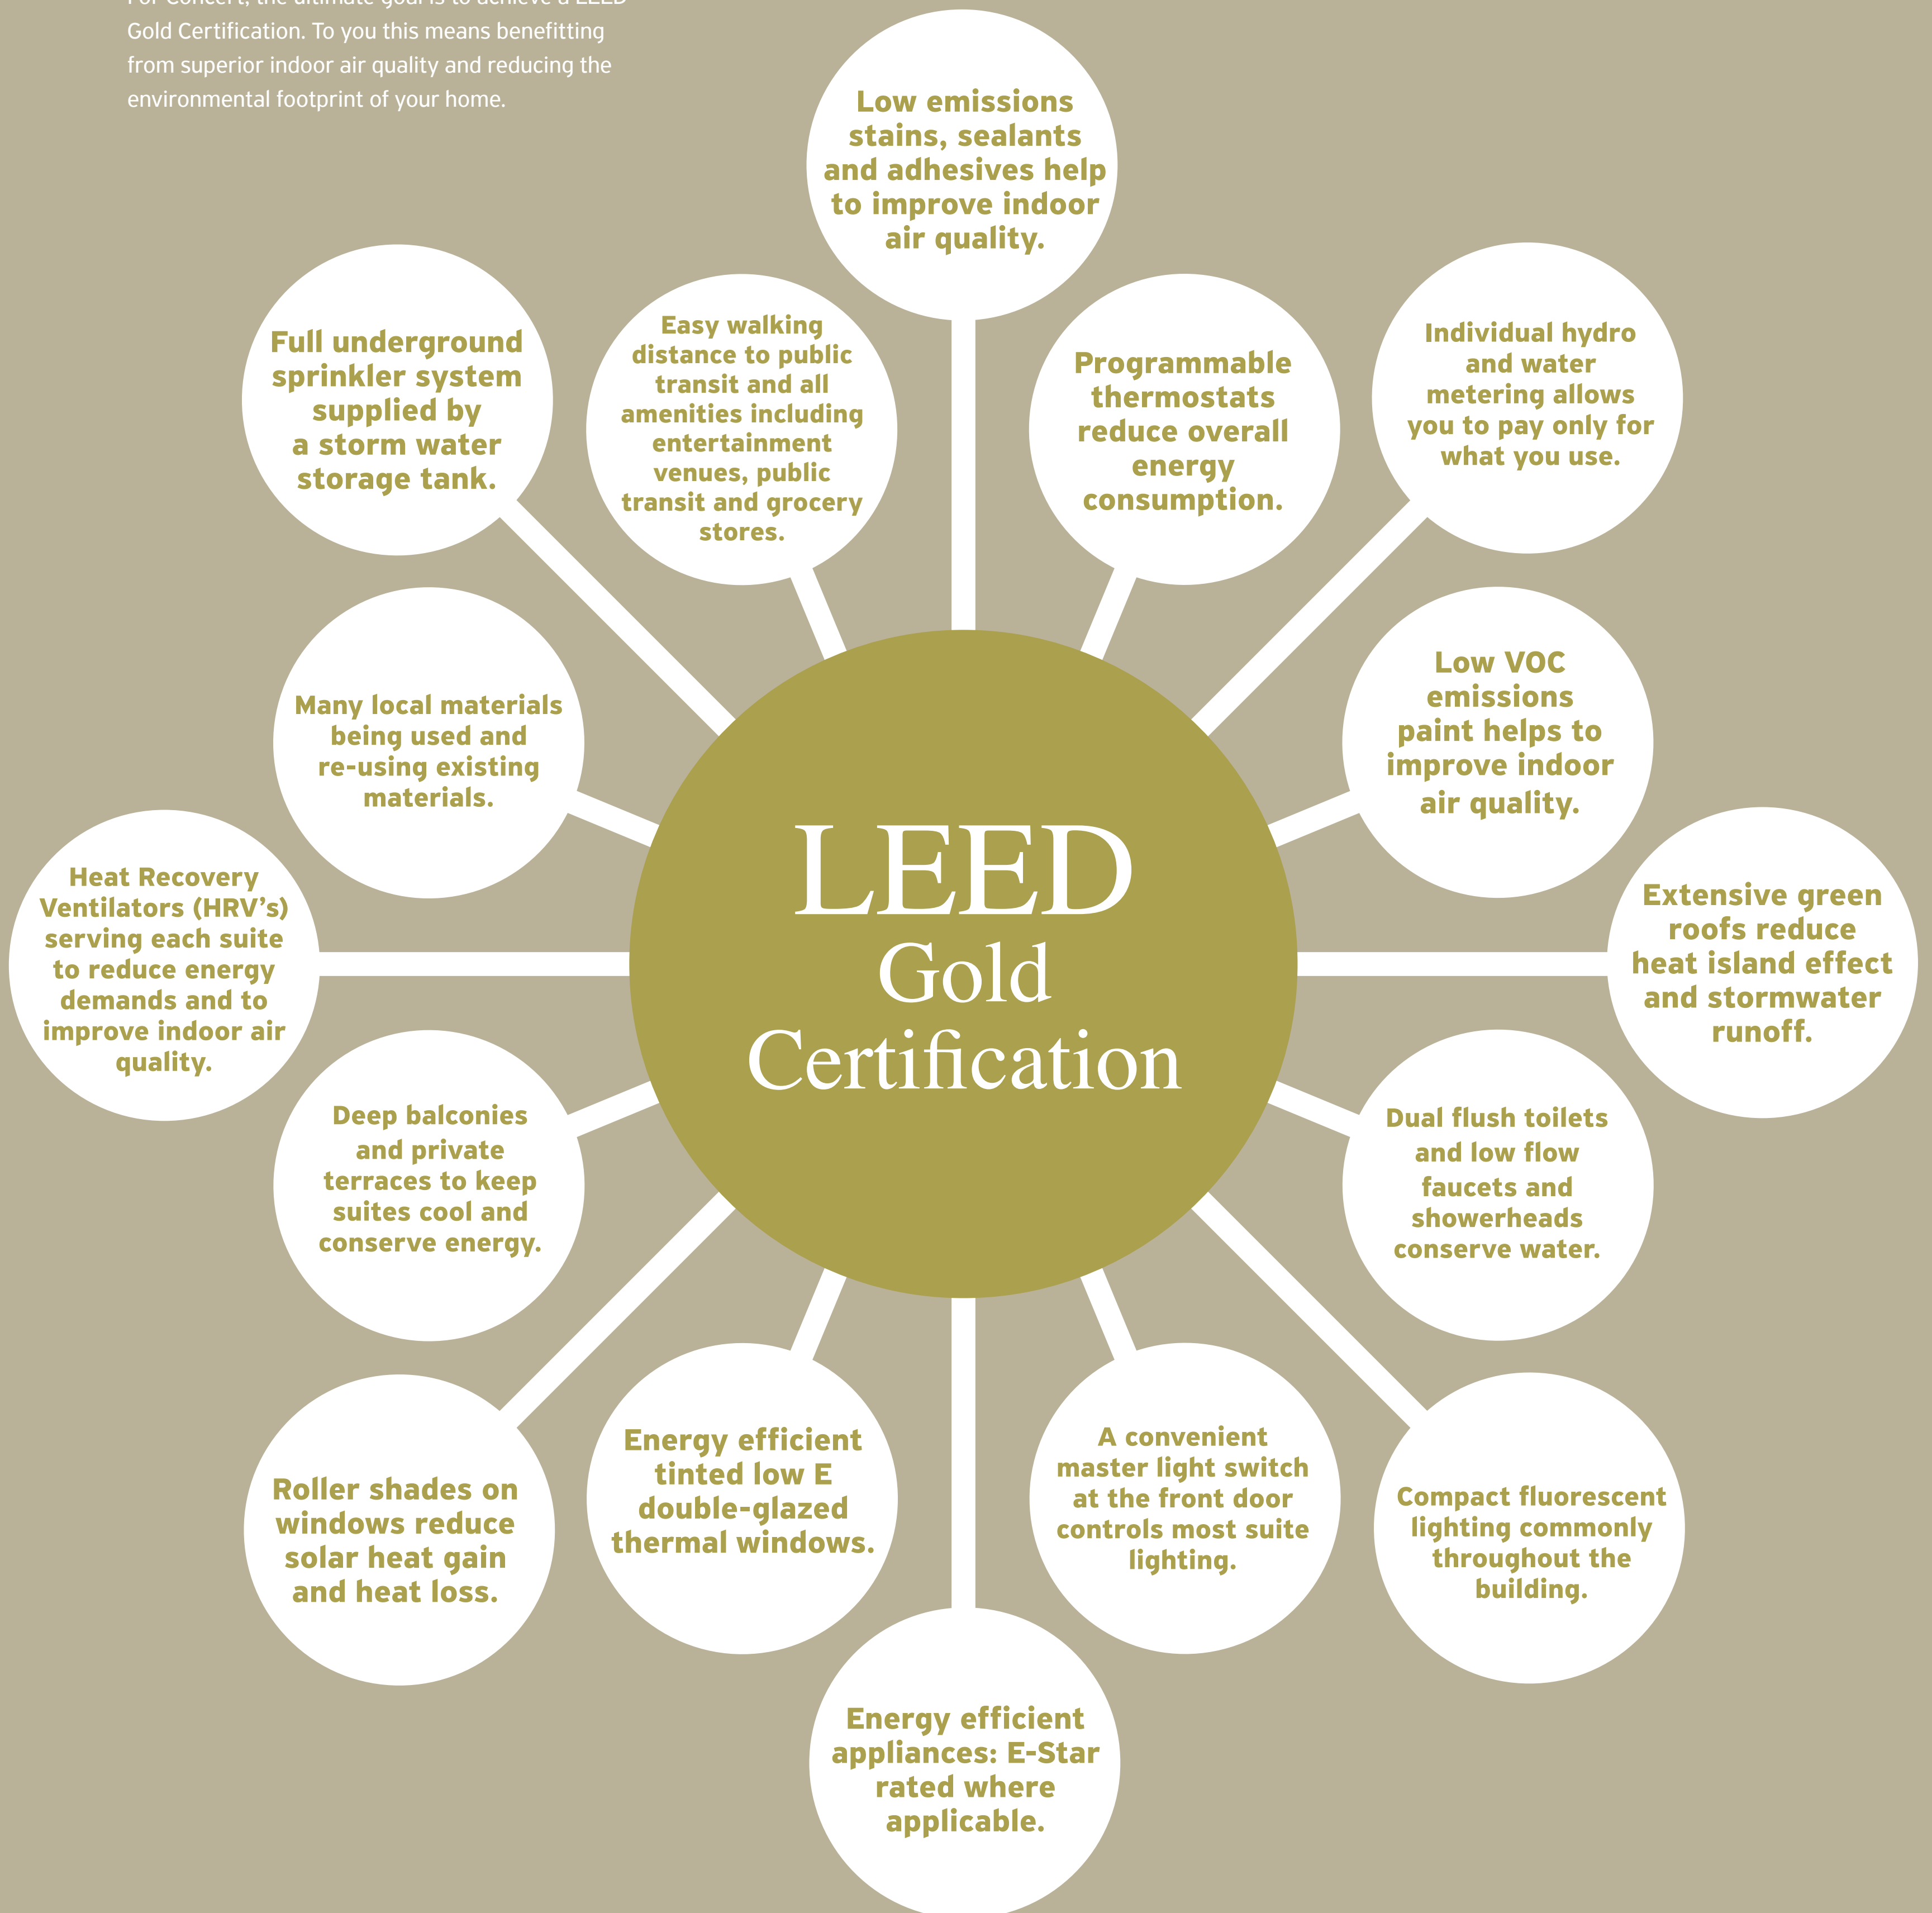 For Concert, the ultimate goal is to achieve a LEED
Gold Certification. To you this means benefitting
from superior indoor air quality and reducing the
environmental footprint of your home.
Low emissions
stains, sealants
and adhesives help
to improve indoor
air quality.
Full underground
sprinkler system
supplied by
a storm water
storage tank.
Easy walking
distance to public
transit and all
amenities including
entertainment
venues, public
transit and grocery
stores.
Programmable
thermostats
reduce overall
energy
consumption.
Individual hydro
and water
metering allows
you to pay only for
what you use.
Many local materials
being used and
re-using existing
materials.
Low VOC
emissions
paint helps to
improve indoor
air quality.
Heat Recovery
Ventilators (HRV's)
serving each suite
to reduce energy
demands and to
improve indoor air
quality.
LEED
Gold
Certification
Extensive green
roofs reduce
heat island effect
and stormwater
runoff.
Deep balconies
and private
terraces to keep
suites cool and
conserve energy.
Dual flush toilets
and low flow
faucets and
showerheads
conserve water.
Roller shades on
windows reduce
solar heat gain
and heat loss.
Energy efficient
tinted low E
double-glazed
thermal windows.
A convenient
master light switch
at the front door
controls most suite
lighting.
Compact fluorescent
lighting commonly
throughout the
building.
Energy efficient
appliances: E-Star
rated where
applicable.